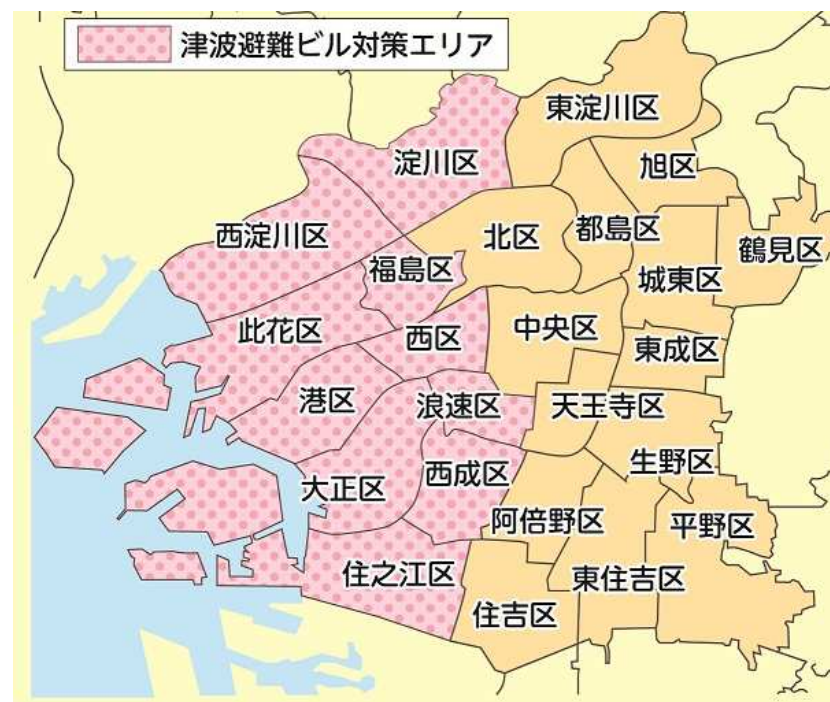 津波避難ビル対策エリア
東淀川区
淀川区
旭区
西淀川区
北区
都島区
鶴見区
福島区
城東区
此花区
西区
中央区
東成区
港区
浪速区
天王寺区
大正区
西成区
生野区
阿倍野区
平野区
住之江区
東住吉区
住吉区